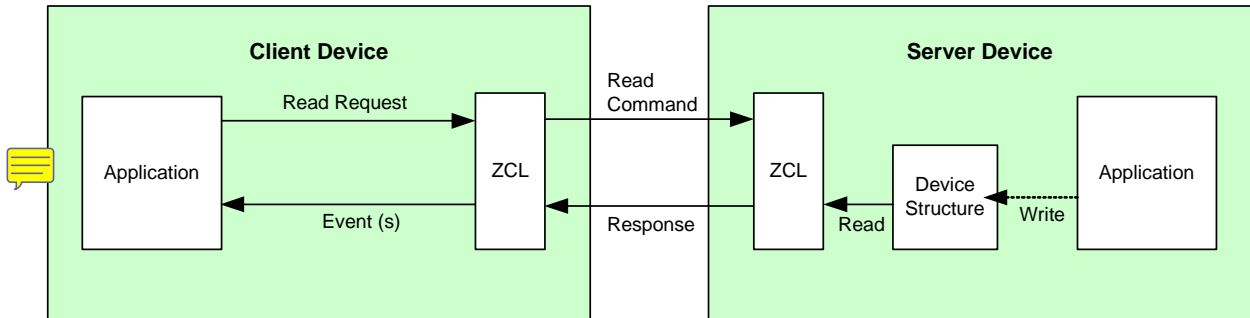 Client Device
Read Request
Application
ZCL
Event (s)
Read
Command
Response
Server Device
ZCL
Read
Device
Structure
Write
Application